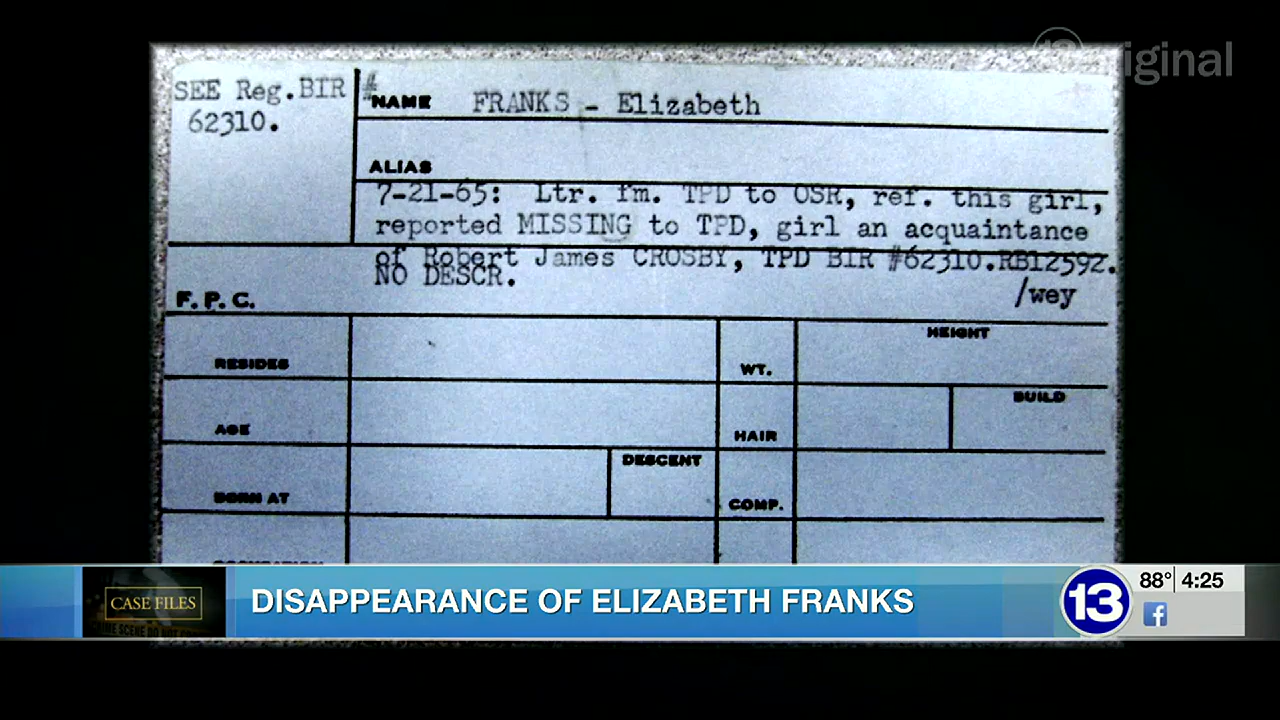 13 original
SEE Reg.BIR #
62310.
NAME FRANKS - Elizabeth
ALIAS
7-21-65: Ltr. fm. TPD to OSR, ref. this girl,
reported MISSING to TPD, girl an acquaintance
of Robert James CROSBY, TPD BIR #62310.RB12592.
NO DESCR.
/wey
F. P. C.
HEIGHT
RESIDES
WT.
BUILD
AGE
HAIR
DESCENT
BORN AT
COMP.
OCCUPATION
CASE FILES
DISAPPEARANCE OF ELIZABETH FRANKS
13
88° 4:25
f